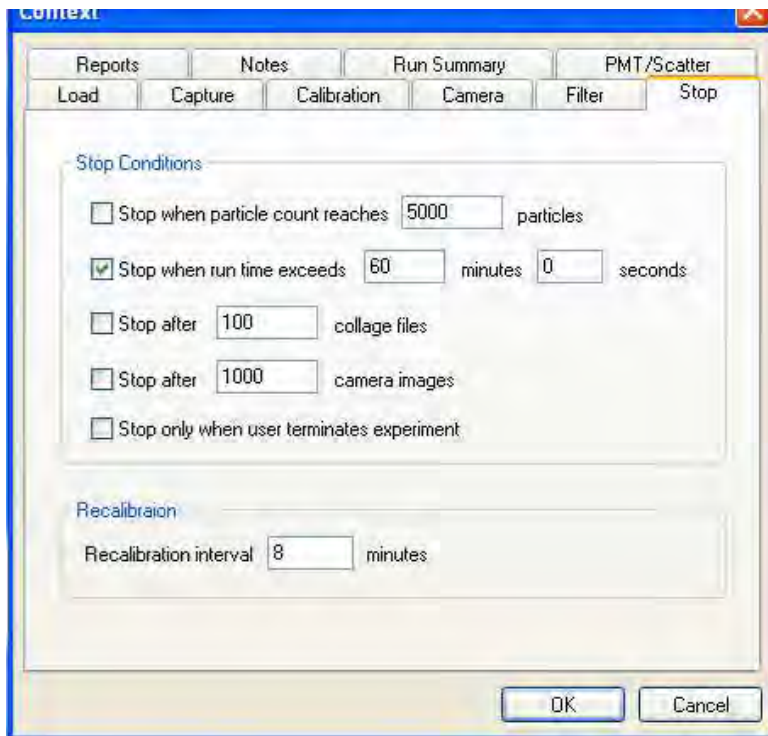 Context
Reports Notes Run Summary PMT/Scatter
Load Capture Calibration Camera Filter Stop
Stop Conditions
Stop when particle count reaches 5000 particles
Stop when run time exceeds 60 minutes 0 seconds
Stop after 100 collage files
Stop after 1000 camera images
Stop only when user terminates experiment
Recalibraion
Recalibration interval 8 minutes
OK Cancel